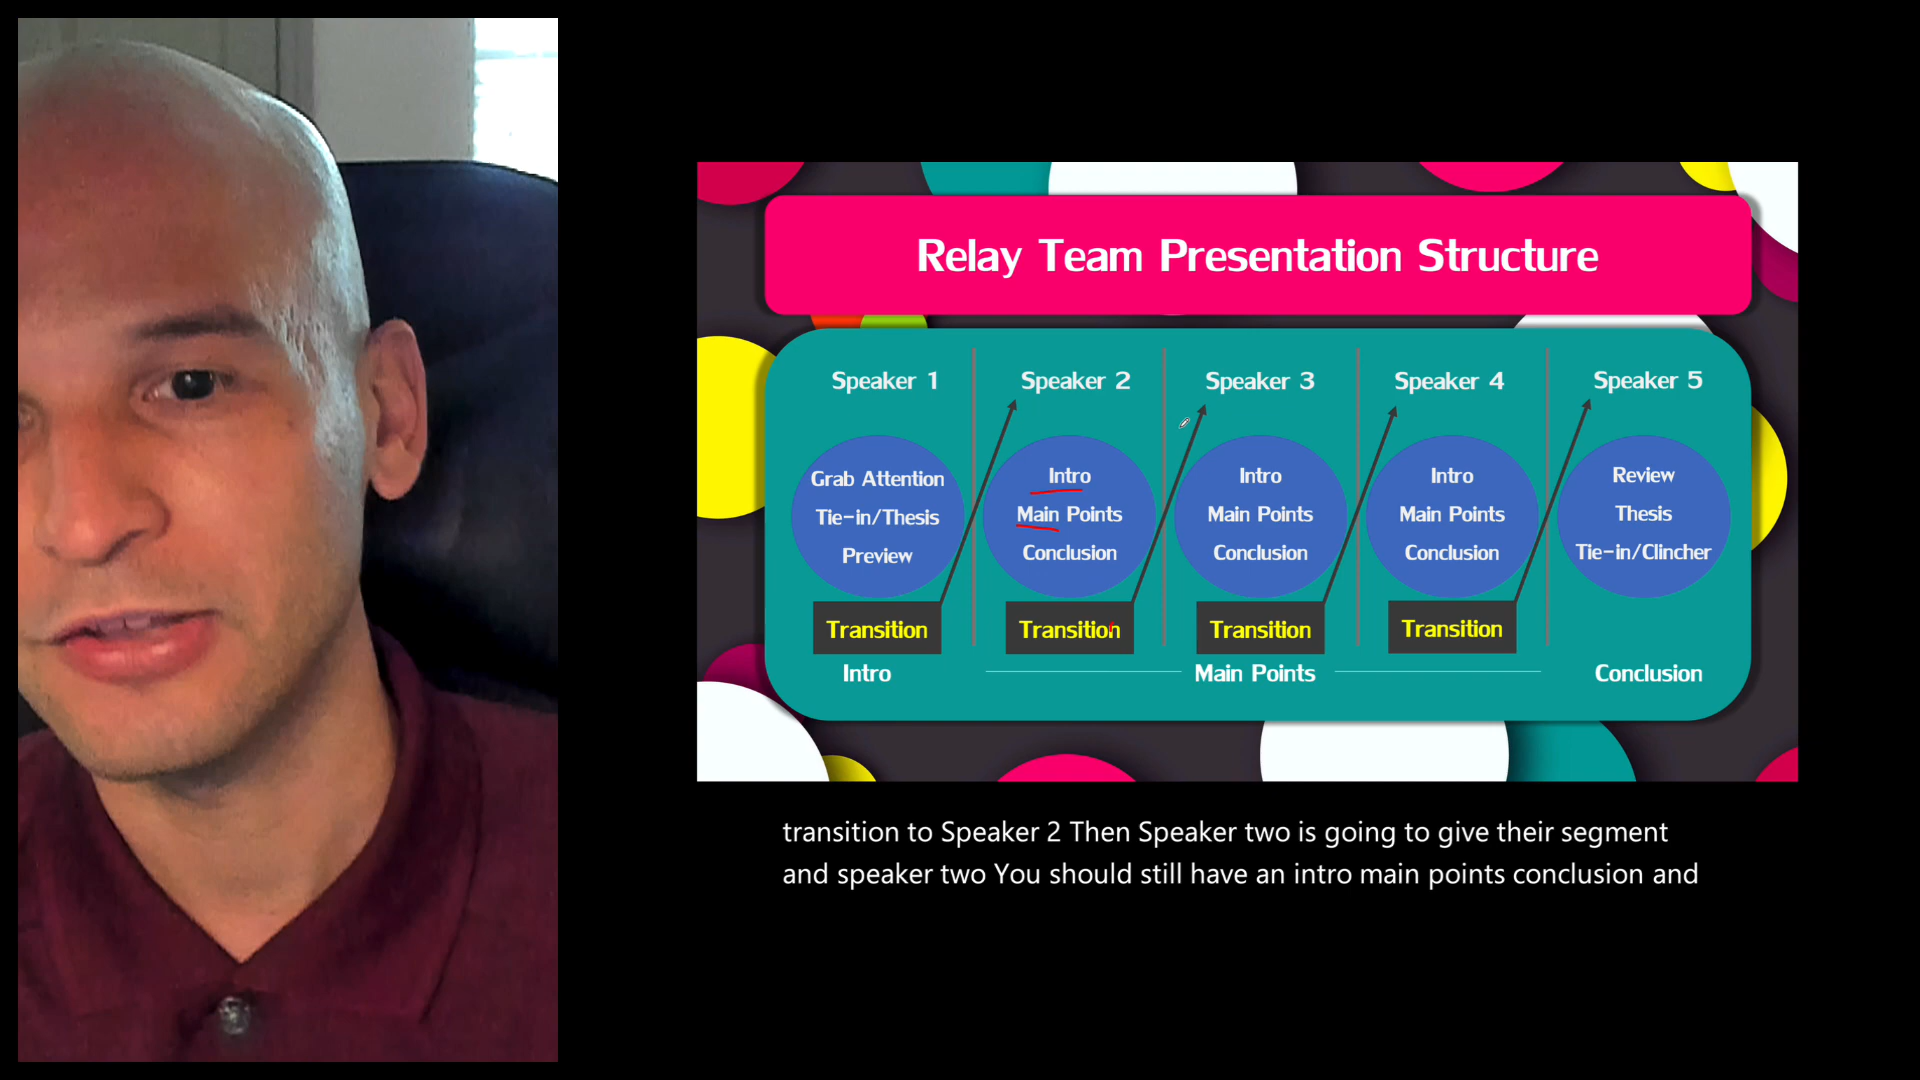 Relay Team Presentation Structure
Speaker 1
Grab Attention
Tie-in/Thesis
Preview
Transition
Intro
Speaker 2
Intro
Main Points
Conclusion
Transition
Speaker 3
Intro
Main Points
Conclusion
Transition
Main Points
Speaker 4
Intro
Main Points
Conclusion
Transition
Speaker 5
Review
Thesis
Tie-in/Clincher
Conclusion
transition to Speaker 2 Then Speaker two is going to give their segment
and speaker two You should still have an intro main points conclusion and